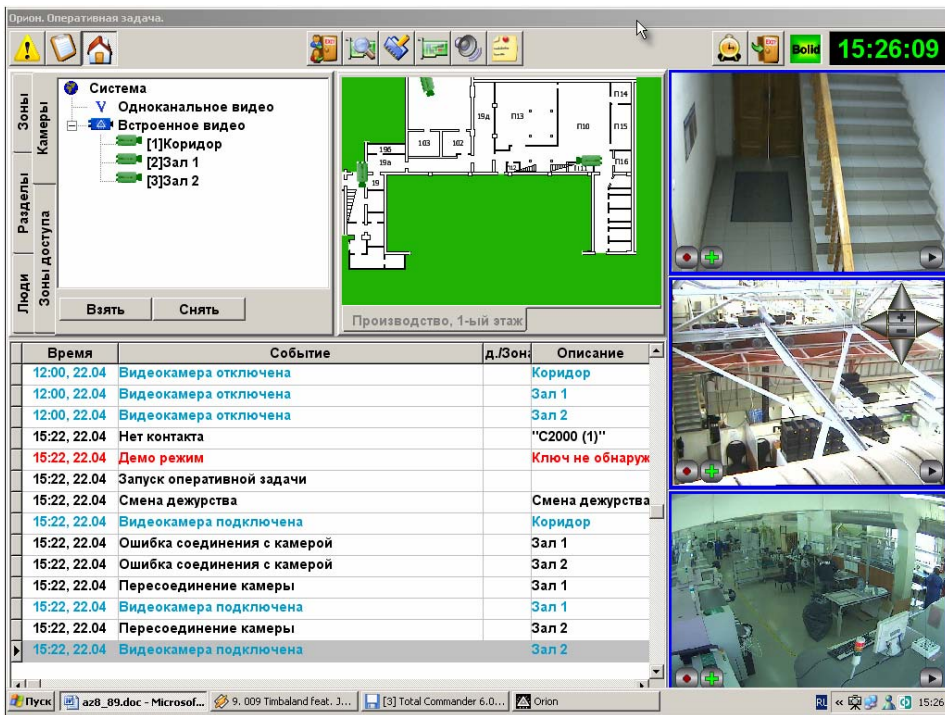 Орион. Оперативная задача.
Bolid
15:26:09
Зоны
Разделы
Люди
Камеры
Зоны доступа
Система
Одноканальное видео
Встроенное видео
[1]Коридор
[2]Зал 1
[3]Зал 2
Взять Снять
П14
19д П13 П10 П15
103 102
19б
19а
П16
19
Производство, 1-ый этаж
Время Событие д./Зона Описание
12:00, 22.04 Видеокамера отключена Коридор
12:00, 22.04 Видеокамера отключена Зал 1
12:00, 22.04 Видеокамера отключена Зал 2
15:22, 22.04 Нет контакта "С2000 (1)"
15:22, 22.04 Демо режим Ключ не обнаруж
15:22, 22.04 Запуск оперативной задачи
15:22, 22.04 Смена дежурства Смена дежурства
15:22, 22.04 Видеокамера подключена Коридор
15:22, 22.04 Ошибка соединения с камерой Зал 1
15:22, 22.04 Ошибка соединения с камерой Зал 2
15:22, 22.04 Пересоединение камеры Зал 1
15:22, 22.04 Видеокамера подключена Зал 1
15:22, 22.04 Пересоединение камеры Зал 2
15:22, 22.04 Видеокамера подключена Зал 2
Пуск az8_89.doc - Microsof... 9. 009 Timbaland feat. J... [3] Total Commander 6.0... Orion RL « 15:26